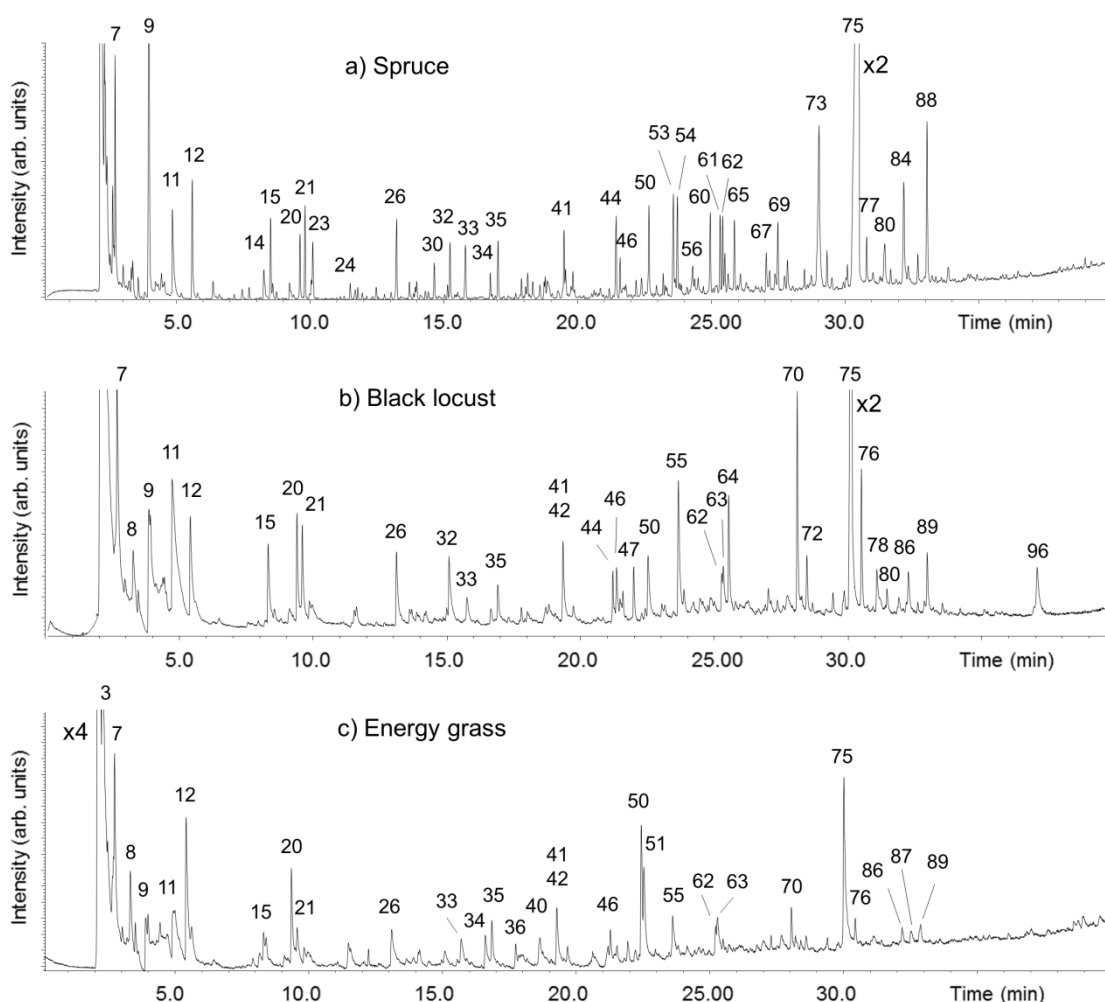 7 9 75
a) Spruce x2
73 88
53 54
12 61 62 84
11 21 26 50 60 65
15 44 69
20 23 32 33 35 41 77
14 30 34 46 56 67 80
24
5.0 10.0 15.0 20.0 25.00 30.0 Time (min)
Intensity (arb. units)
7 70 75
b) Black locust x2
11 55 76
9 12 20 46 63 64
21 41
8 15 26 32 42 44 47 50 62 72 89
33 35 78 86 96
80
5.0 10.0 15.0 20.0 25.00 30.0 Time (min)
Intensity (arb. units)
3
x4 7 c) Energy grass
75
12 50
8 20 41 51
42 87
9 11 21 33 35 55 62 63 70 86 89
15 26 34 36 40 46 76
5.0 10.0 15.0 20.0 25.00 30.0 Time (min)
Intensity (arb. units)